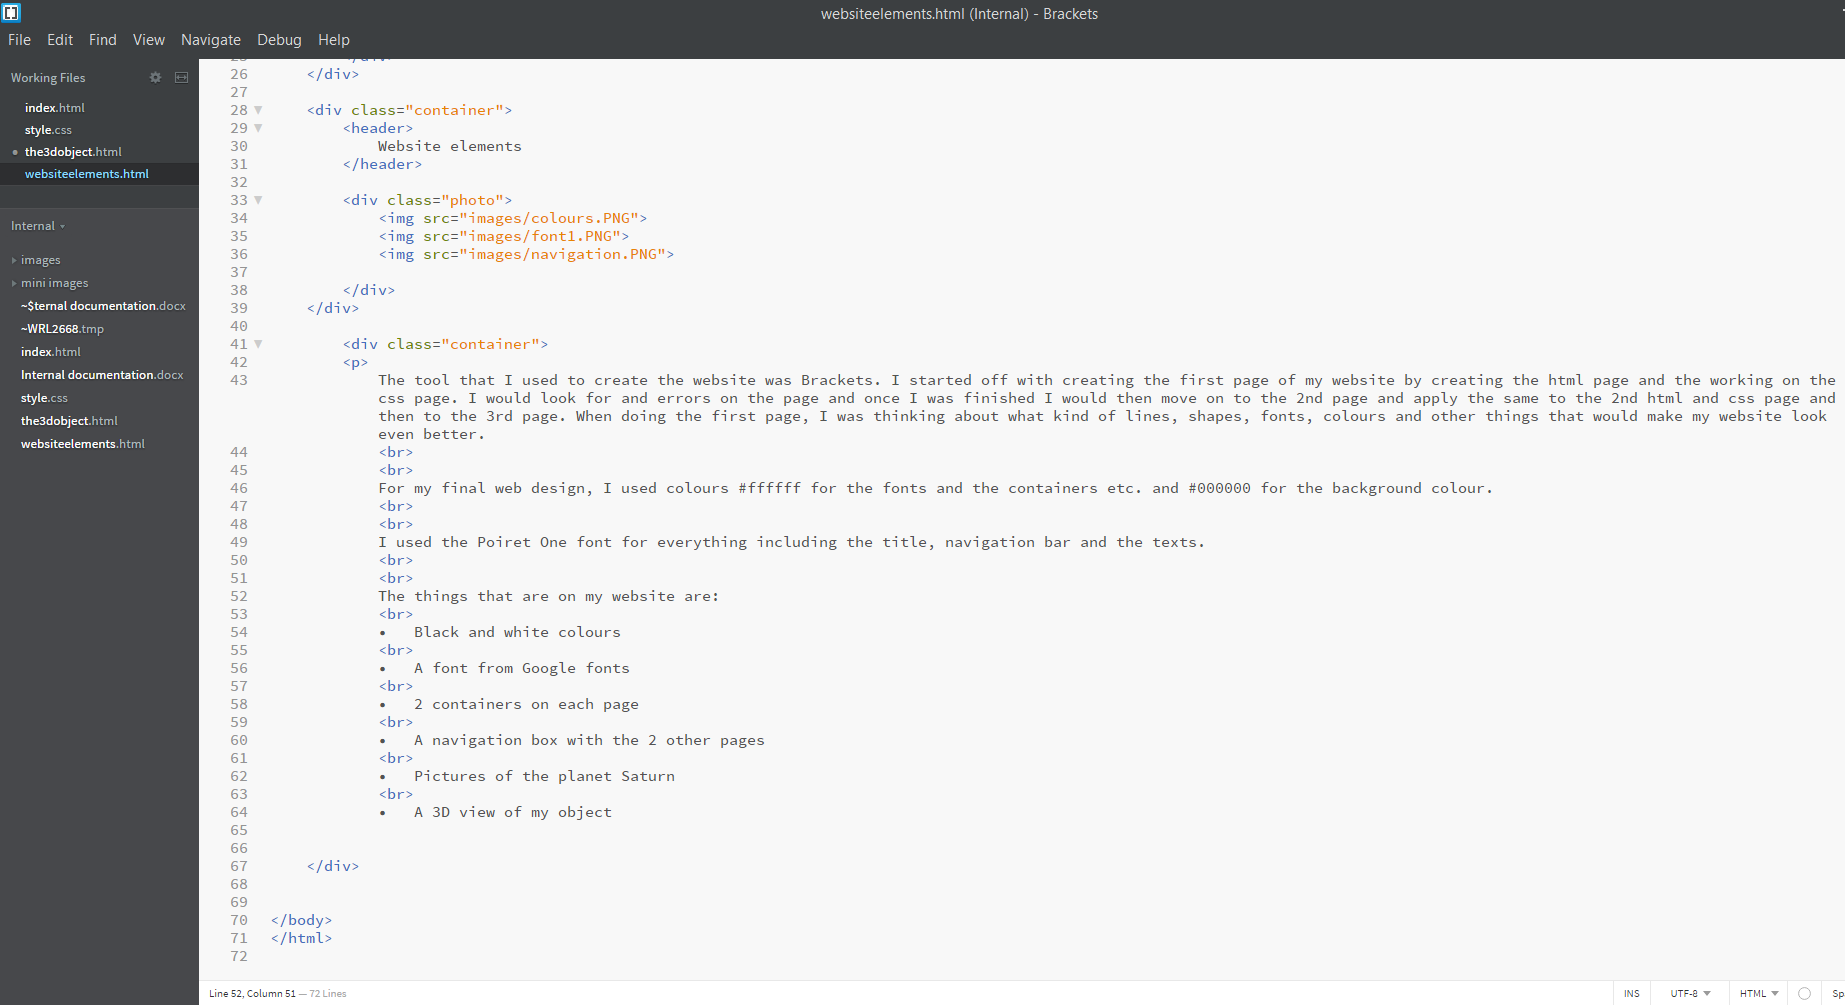 websiteelements.html (Internal) - Brackets
File Edit Find View Navigate Debug Help
Working Files
index.html
style.css
• the3dobject.html
websiteelements.html
Internal
images
mini images
~$ternal documentation.docx
~WRL2668.tmp
index.html
Internal documentation.docx
style.css
the3dobject.html
websiteelements.html
26 </div>
27
28 <div class="container">
29 <header>
30 Website elements
31 </header>
32
33 <div class="photo">
34 <img src="images/colours.PNG">
35 <img src="images/font1.PNG">
36 <img src="images/navigation.PNG">
37
38 </div>
39 </div>
40
41 <div class="container">
42 <p>
43 The tool that I used to create the website was Brackets. I started off with creating the first page of my website by creating the html page and the working on the
css page. I would look for and errors on the page and once I was finished I would then move on to the 2nd page and apply the same to the 2nd html and css page and
then to the 3rd page. When doing the first page, I was thinking about what kind of lines, shapes, fonts, colours and other things that would make my website look
even better.
44 <br>
45 <br>
46 For my final web design, I used colours #ffffff for the fonts and the containers etc. and #000000 for the background colour.
47 <br>
48 <br>
49 I used the Poiret One font for everything including the title, navigation bar and the texts.
50 <br>
51 <br>
52 The things that are on my website are:
53 <br>
54 • Black and white colours
55 <br>
56 • A font from Google fonts
57 <br>
58 • 2 containers on each page
59 <br>
60 • A navigation box with the 2 other pages
61 <br>
62 • Pictures of the planet Saturn
63 <br>
64 • A 3D view of my object
65
66
67 </div>
68
69
70 </body>
71 </html>
72
Line 52, Column 51 — 72 Lines
INS UTF-8 HTML Sp